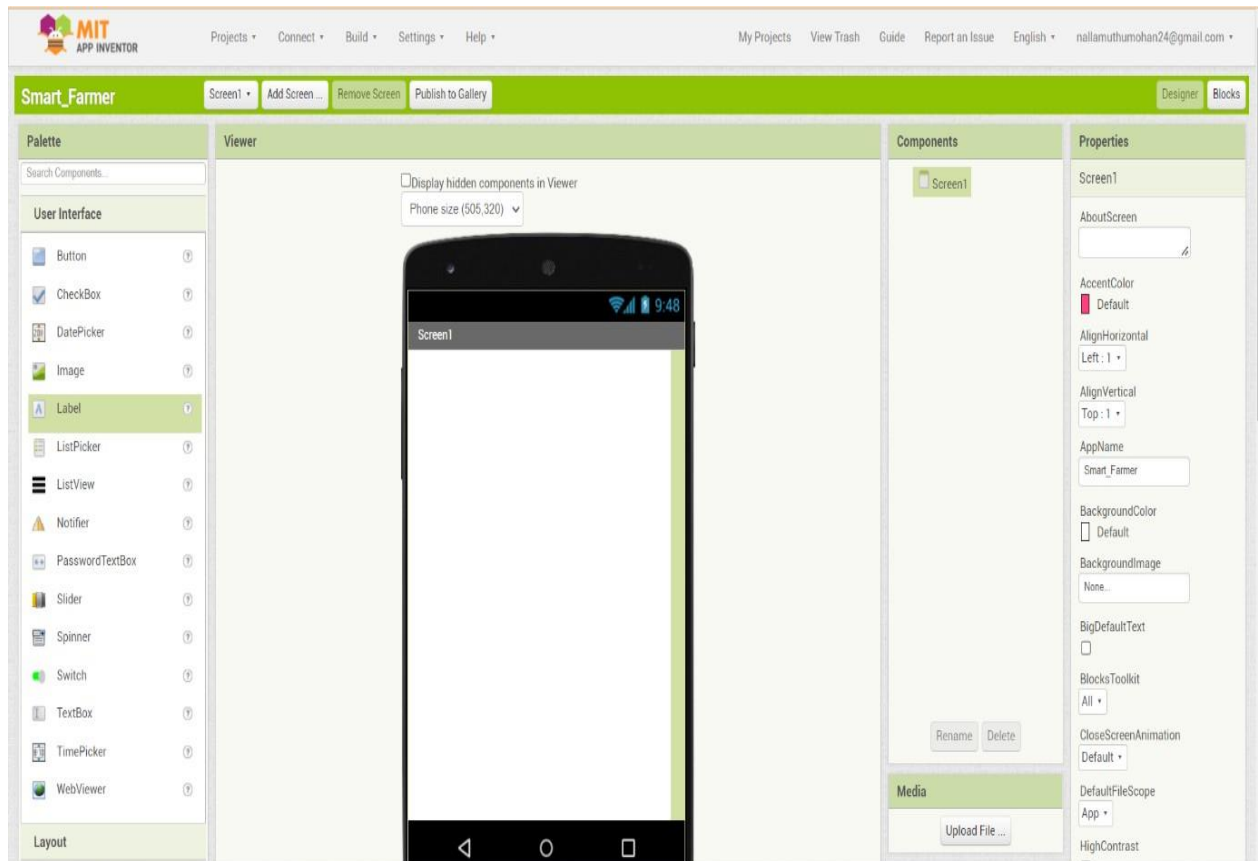 MIT
APP INVENTOR
Projects Connect Build Settings Help
My Projects View Trash Guide Report an Issue English nallamuthumohan24@gmail.com
Smart_Farmer
Screen1 Add Screen ... Remove Screen Publish to Gallery
Designer Blocks
Palette
Search Components...
User Interface
Button
CheckBox
DatePicker
Image
Label
ListPicker
ListView
Notifier
PasswordTextBox
Slider
Spinner
Switch
TextBox
TimePicker
WebViewer
Layout
Viewer
Display hidden components in Viewer
Phone size (505,320)
9:48
Screen1
Components
Screen1
Rename Delete
Media
Upload File ...
Properties
Screen1
AboutScreen
AccentColor
Default
AlignHorizontal
Left : 1
AlignVertical
Top : 1
AppName
Smart_Farmer
BackgroundColor
Default
BackgroundImage
None...
BigDefaultText
BlocksToolkit
All
CloseScreenAnimation
Default
DefaultFileScope
App
HighContrast